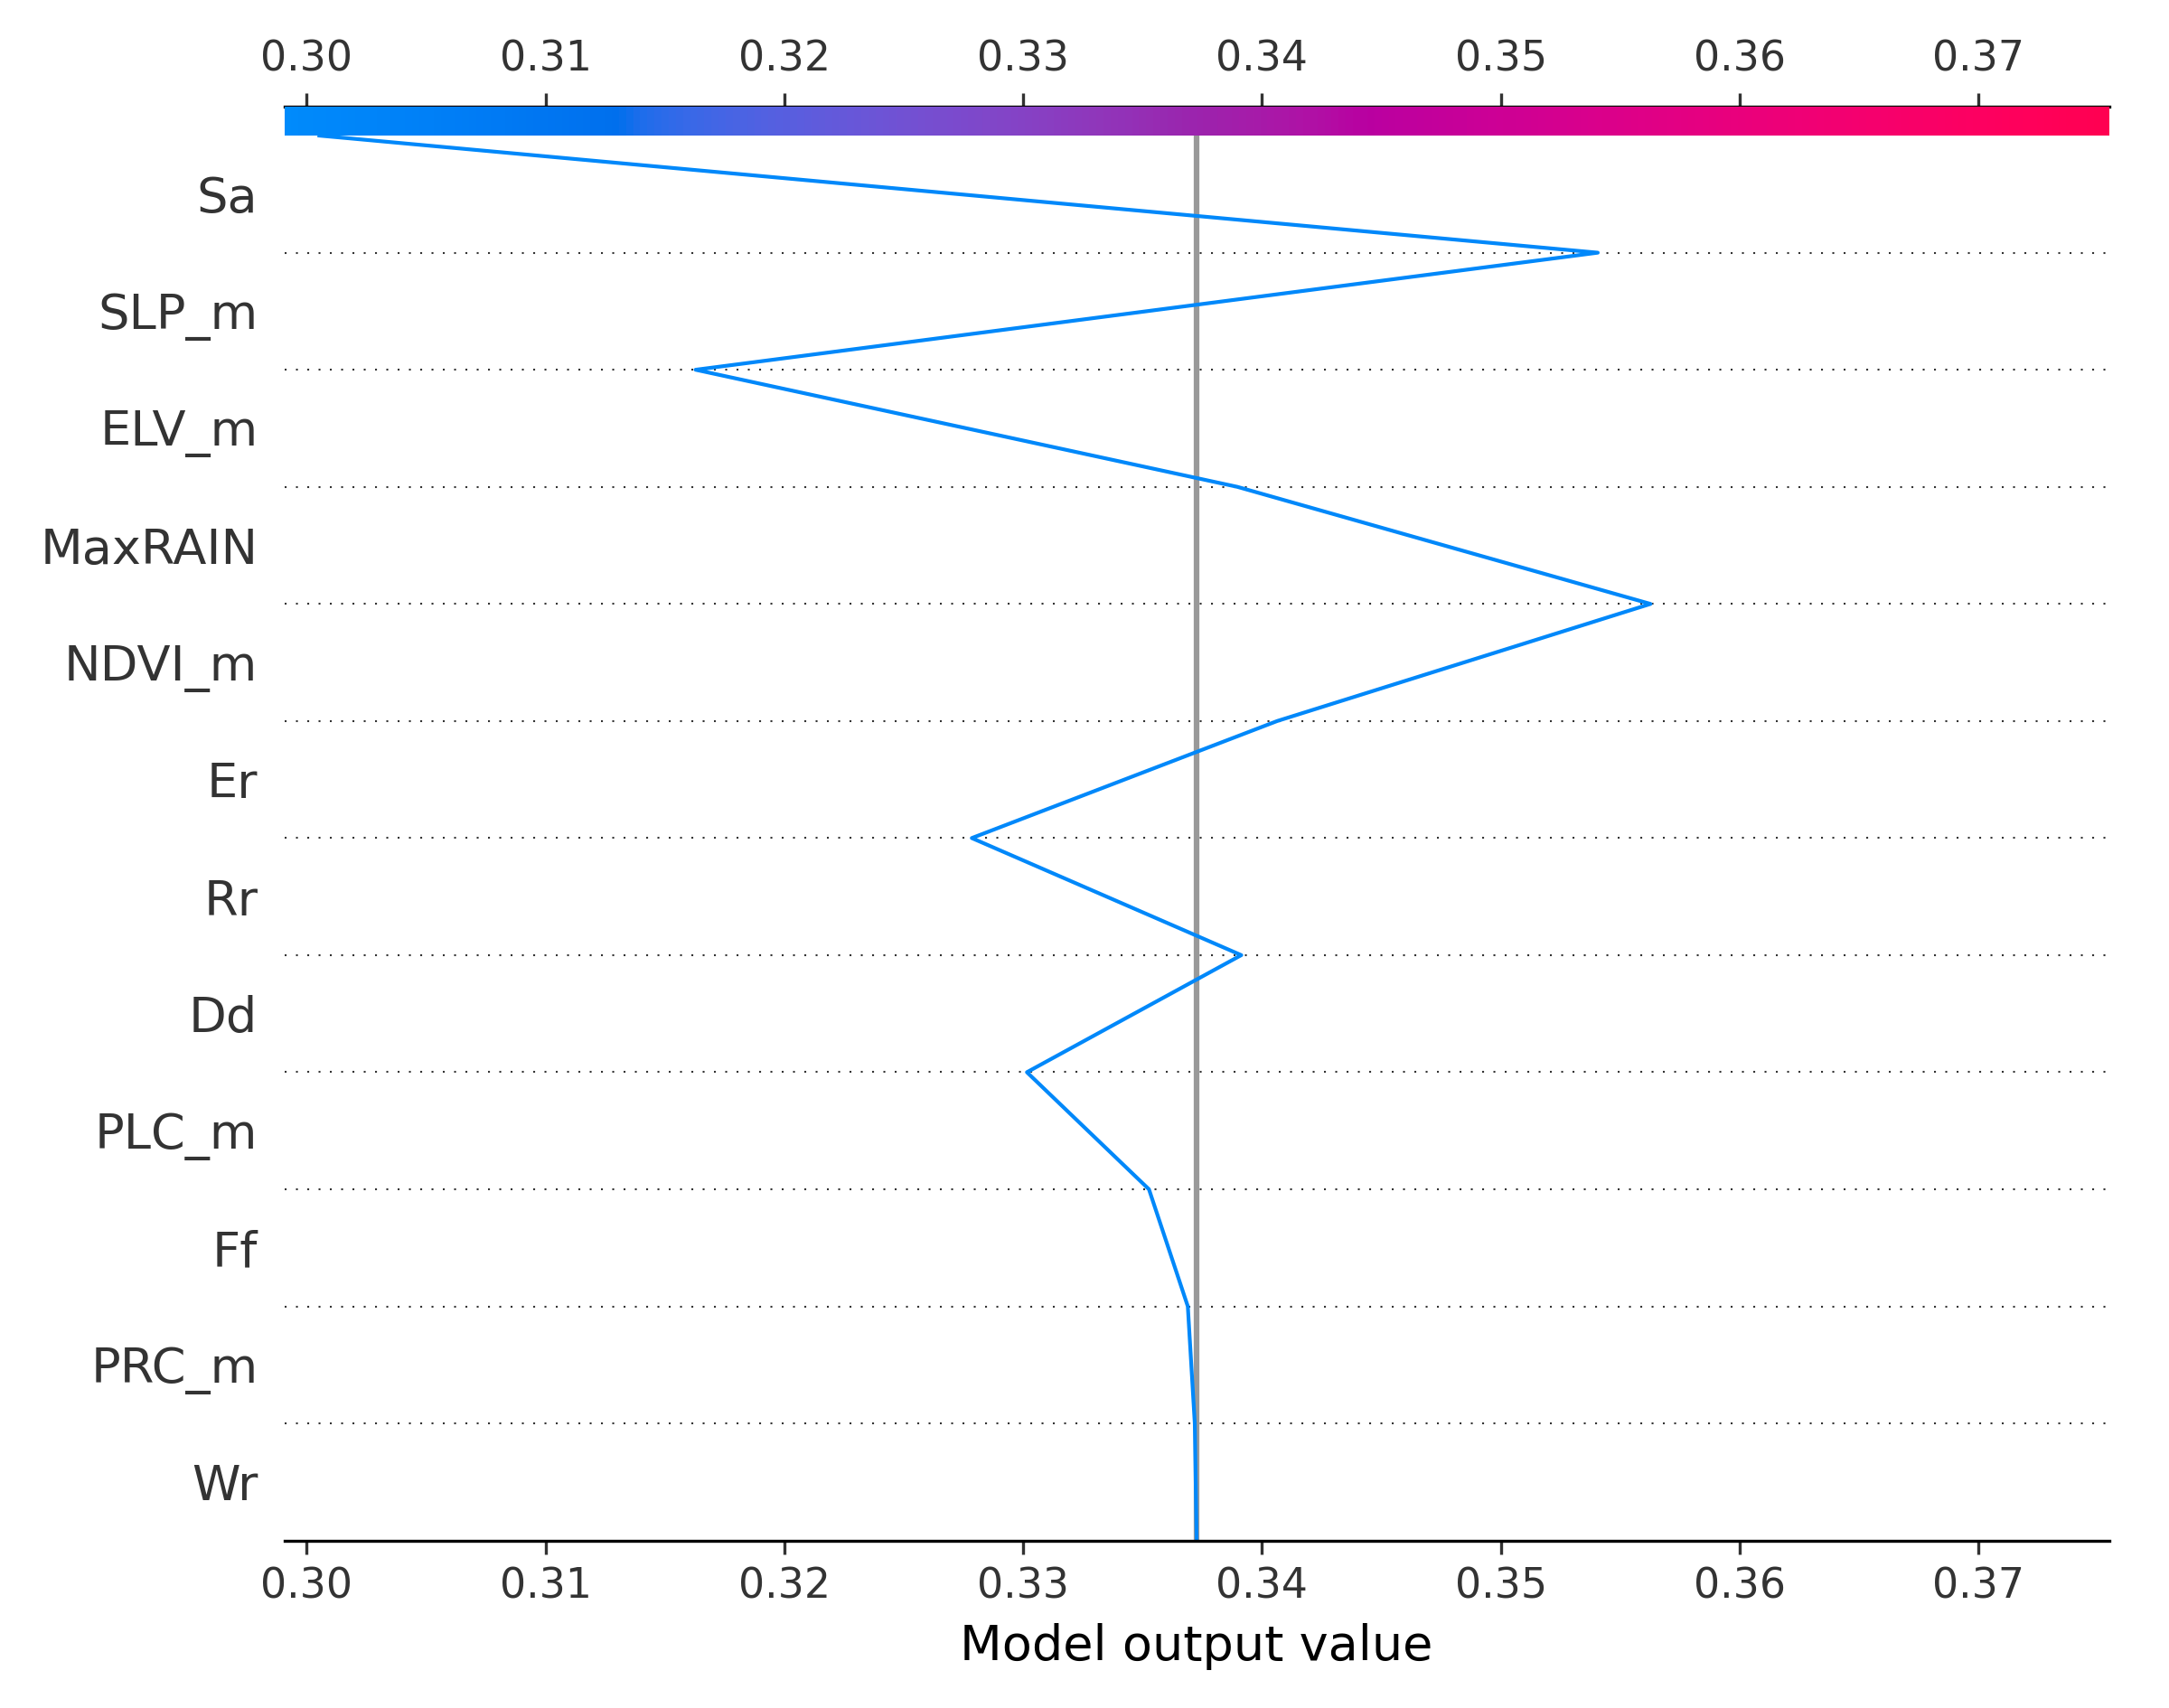 0.30 0.31 0.32 0.33 0.34 0.35 0.36 0.37
Sa
SLP_m
ELV_m
MaxRAIN
NDVI_m
Er
Rr
Dd
PLC_m
Ff
PRC_m
Wr
0.30 0.31 0.32 0.33 0.34 0.35 0.36 0.37
Model output value